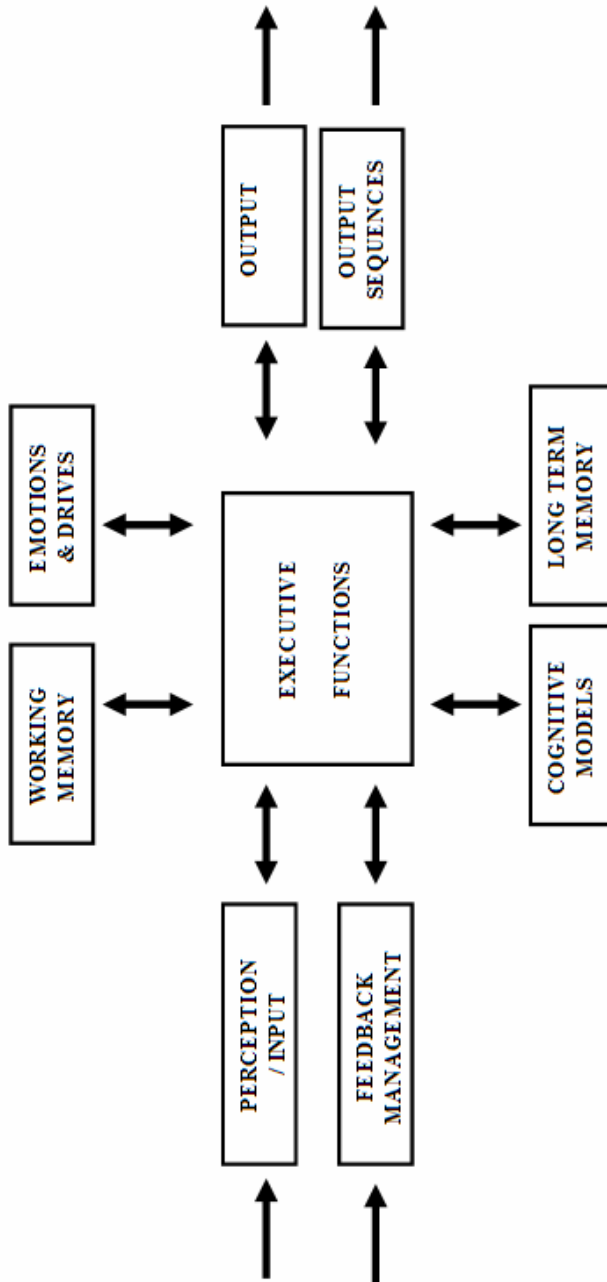 WORKING
MEMORY
EMOTIONS
& DRIVES
PERCEPTION
/ INPUT
FEEDBACK
MANAGEMENT
EXECUTIVE
FUNCTIONS
OUTPUT
OUTPUT
SEQUENCES
COGNITIVE
MODELS
LONG TERM
MEMORY